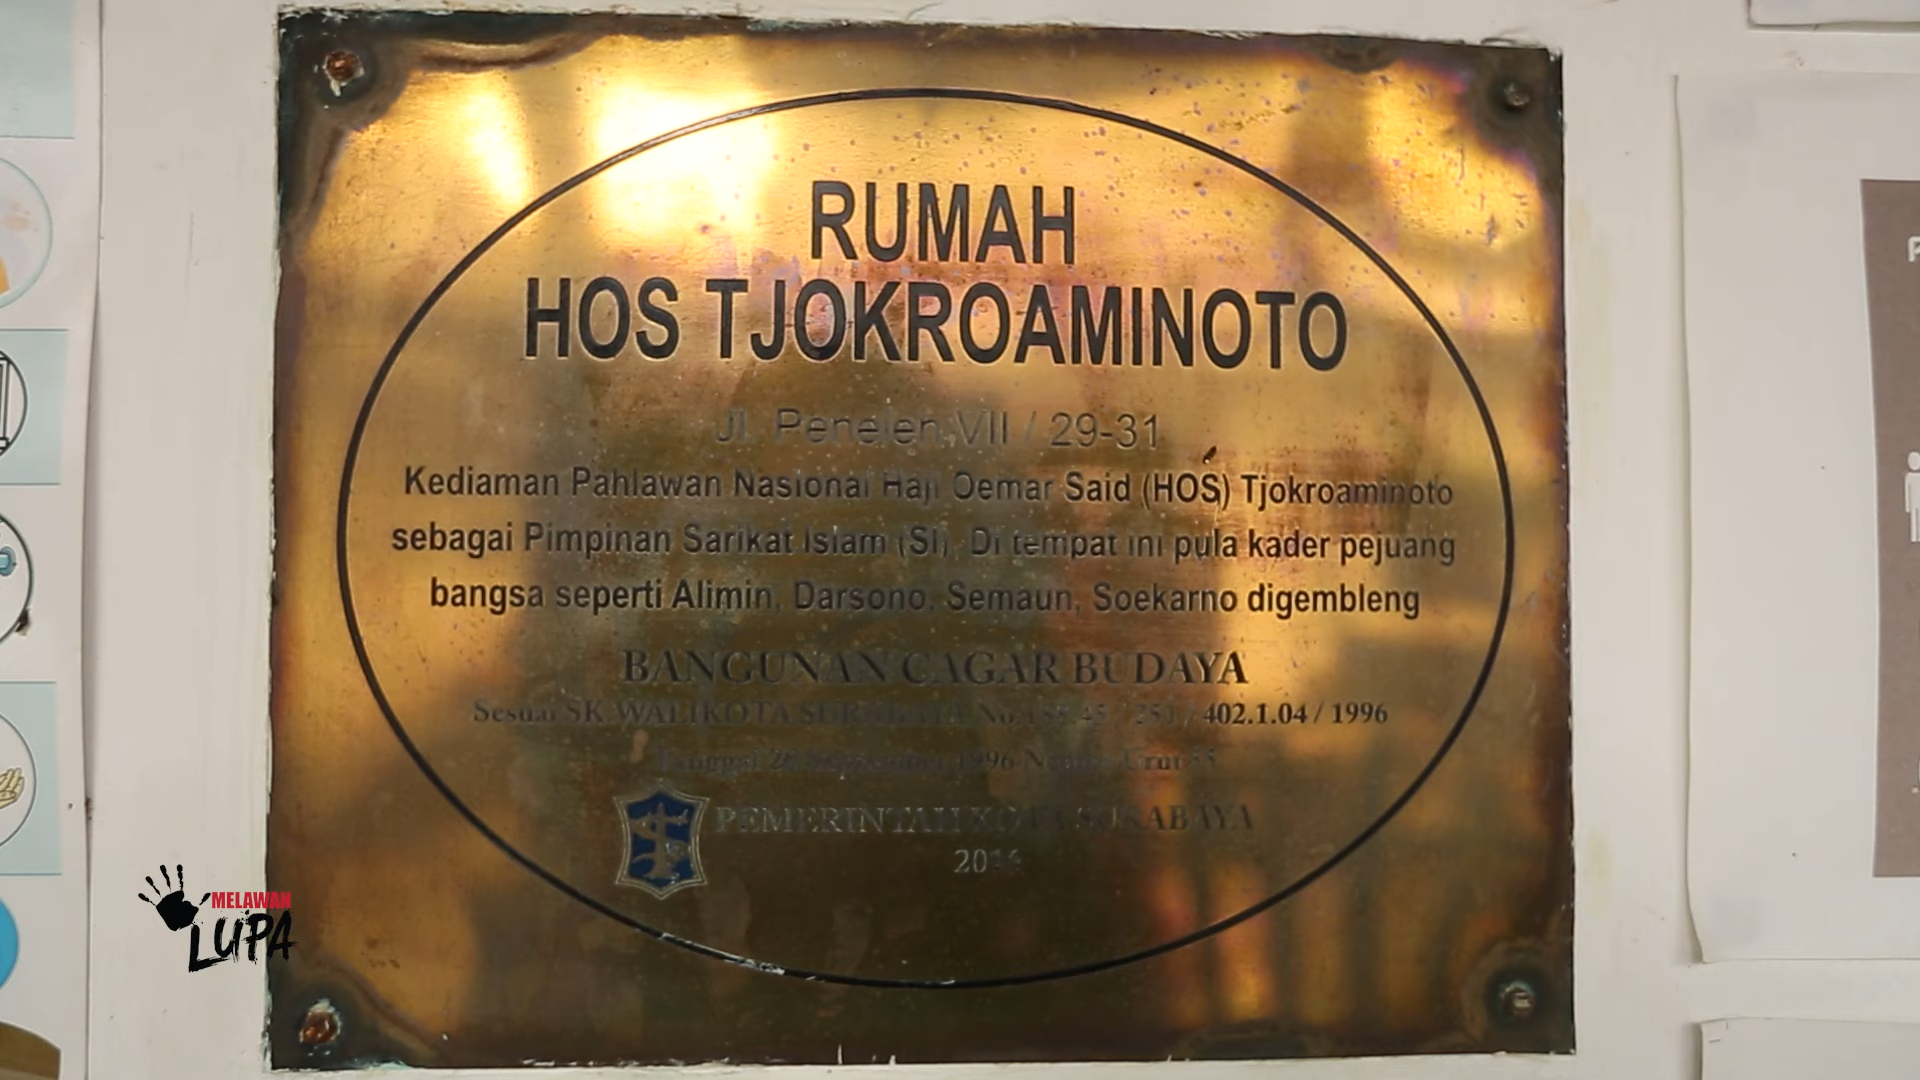 RUMAH
HOS TJOKROAMINOTO
Jl. Penelen VII / 29-31
Kediaman Pahlawan Nasional Haji Oemar Said (HOS) Tjokroaminoto
sebagai Pimpinan Sarikat Islam (SI). Di tempat ini pula kader pejuang
bangsa seperti Alimin, Darsono, Semaun, Soekarno digembleng
BANGUNAN CAGAR BUDAYA
Sesuai SK WALIKOTA SURABAYA No 188.45 / 251 / 402.1.04 / 1996
Tanggal 26 September 1996 Nomor Urut 55
PEMERINTAH KOTA SURABAYA
MELAWAN
LUPA